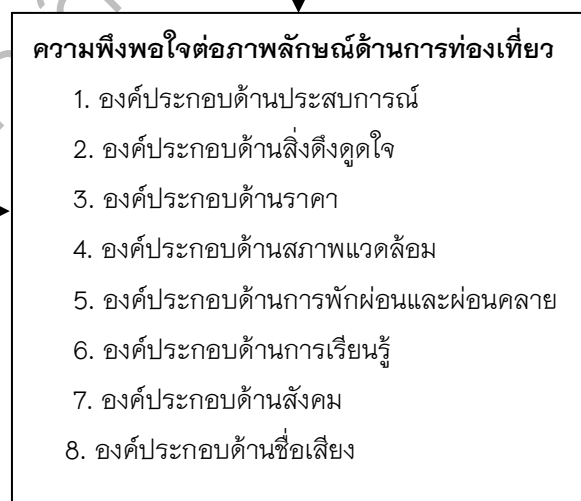 ความพึงพอใจต่อภาพลักษณ์ด้านการท่องเที่ยว
1. องค์ประกอบด้านประสบการณ์
2. องค์ประกอบด้านสิ่งดึงดูดใจ
3. องค์ประกอบด้านราคา
4. องค์ประกอบด้านสภาพแวดล้อม
5. องค์ประกอบด้านการพักผ่อนและผ่อนคลาย
6. องค์ประกอบด้านการเรียนรู้
7. องค์ประกอบด้านสังคม
8. องค์ประกอบด้านชื่อเสียง